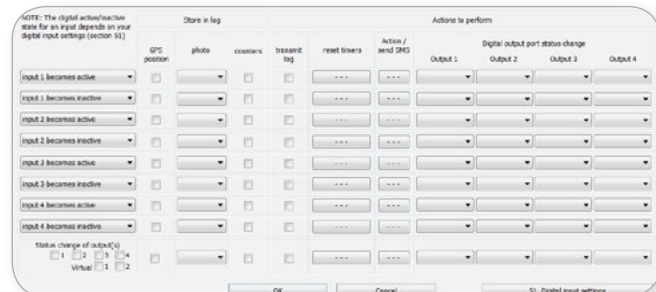 NOTE: The digital active/inactive
state for an input depends on your
digital input settings (section S1)
Store in log
Actions to perform
GPS
position
photo
counters
transmit
log
reset timers
Action /
send SMS
Digital output port status change
Output 1
Output 2
Output 3
Output 4
input 1 becomes active
---
---
input 1 becomes inactive
---
---
input 2 becomes active
---
---
input 2 becomes inactive
---
---
input 3 becomes active
---
---
input 3 becomes inactive
---
---
input 4 becomes active
---
---
input 4 becomes inactive
---
---
Status change of output(s)
1 2 3 4
Virtual 1 2
---
---
OK
Cancel
S1. Digital input settings